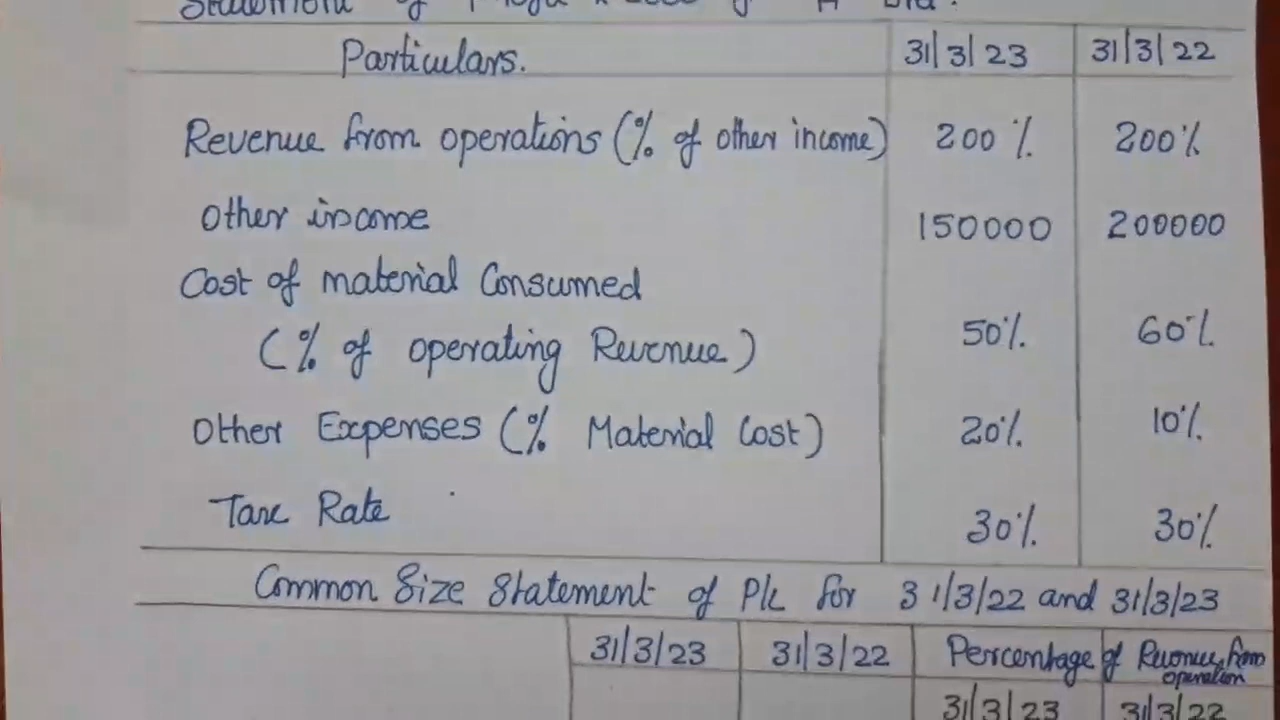 Particulars. 31/3/23 31/3/22
Revenue from operations (% of other income) 200 % 200%
Other income 150000 200000
Cost of material Consumed
(% of operating Revenue) 50% 60%
Other Expenses (% Material Cost) 20% 10%
Tax Rate 30% 30%
Common Size Statement of P/L for 31/3/22 and 31/3/23
31/3/23 31/3/22 Percentage of Revenue from
operation
31/3/23 31/3/22